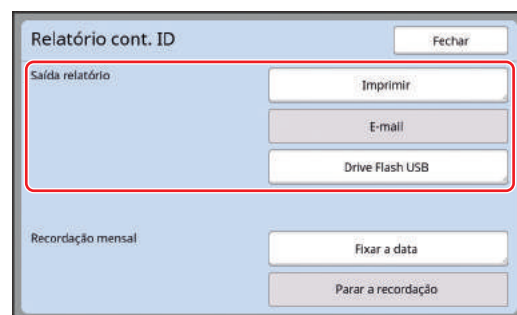 Relatório cont. ID
Fechar
Saída relatório
Imprimir
E-mail
Drive Flash USB
Recordação mensal
Fixar a data
Parar a recordação